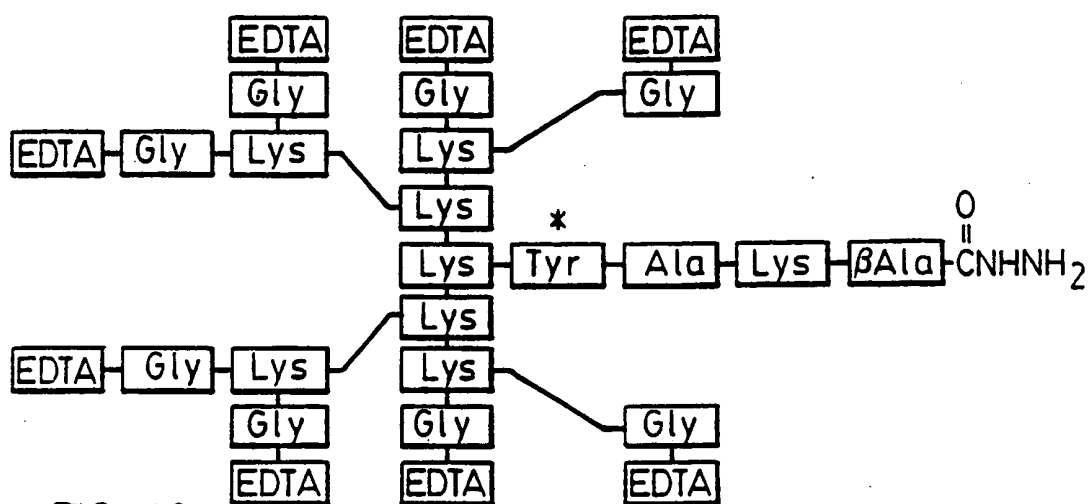 EDTA EDTA EDTA
Gly Gly Gly
EDTA Gly Lys Lys
Lys
*
O
Lys Tyr Ala Lys βAla CNHNH2
Lys
EDTA Gly Lys Lys
Gly Gly Gly
EDTA EDTA EDTA